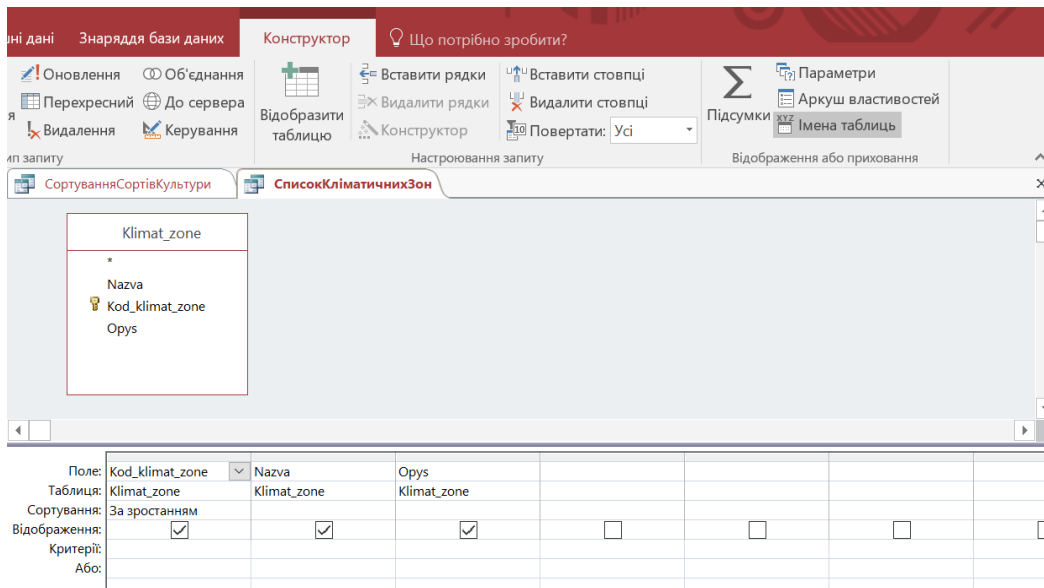 дані Знаряддя бази даних Конструктор Що потрібно зробити?
Оновлення Об'єднання
Перехресний До сервера
Видалення Керування
запиту
Відобразити таблицю
Вставити рядки Вставити стовпці
Видалити рядки Видалити стовпці
Конструктор Повертати: Усі
Настроювання запиту
Підсумки
Параметри
Аркуш властивостей
XYZ Імена таблиць
Відображення або приховання
СортуванняСортівКультури СписокКліматичнихЗон
Klimat_zone
*
Nazva
Kod_klimat_zone
Opys
Поле: Kod_klimat_zone Nazva Opys
Таблиця: Klimat_zone Klimat_zone Klimat_zone
Сортування: За зростанням
Відображення:
Критерії:
Або: